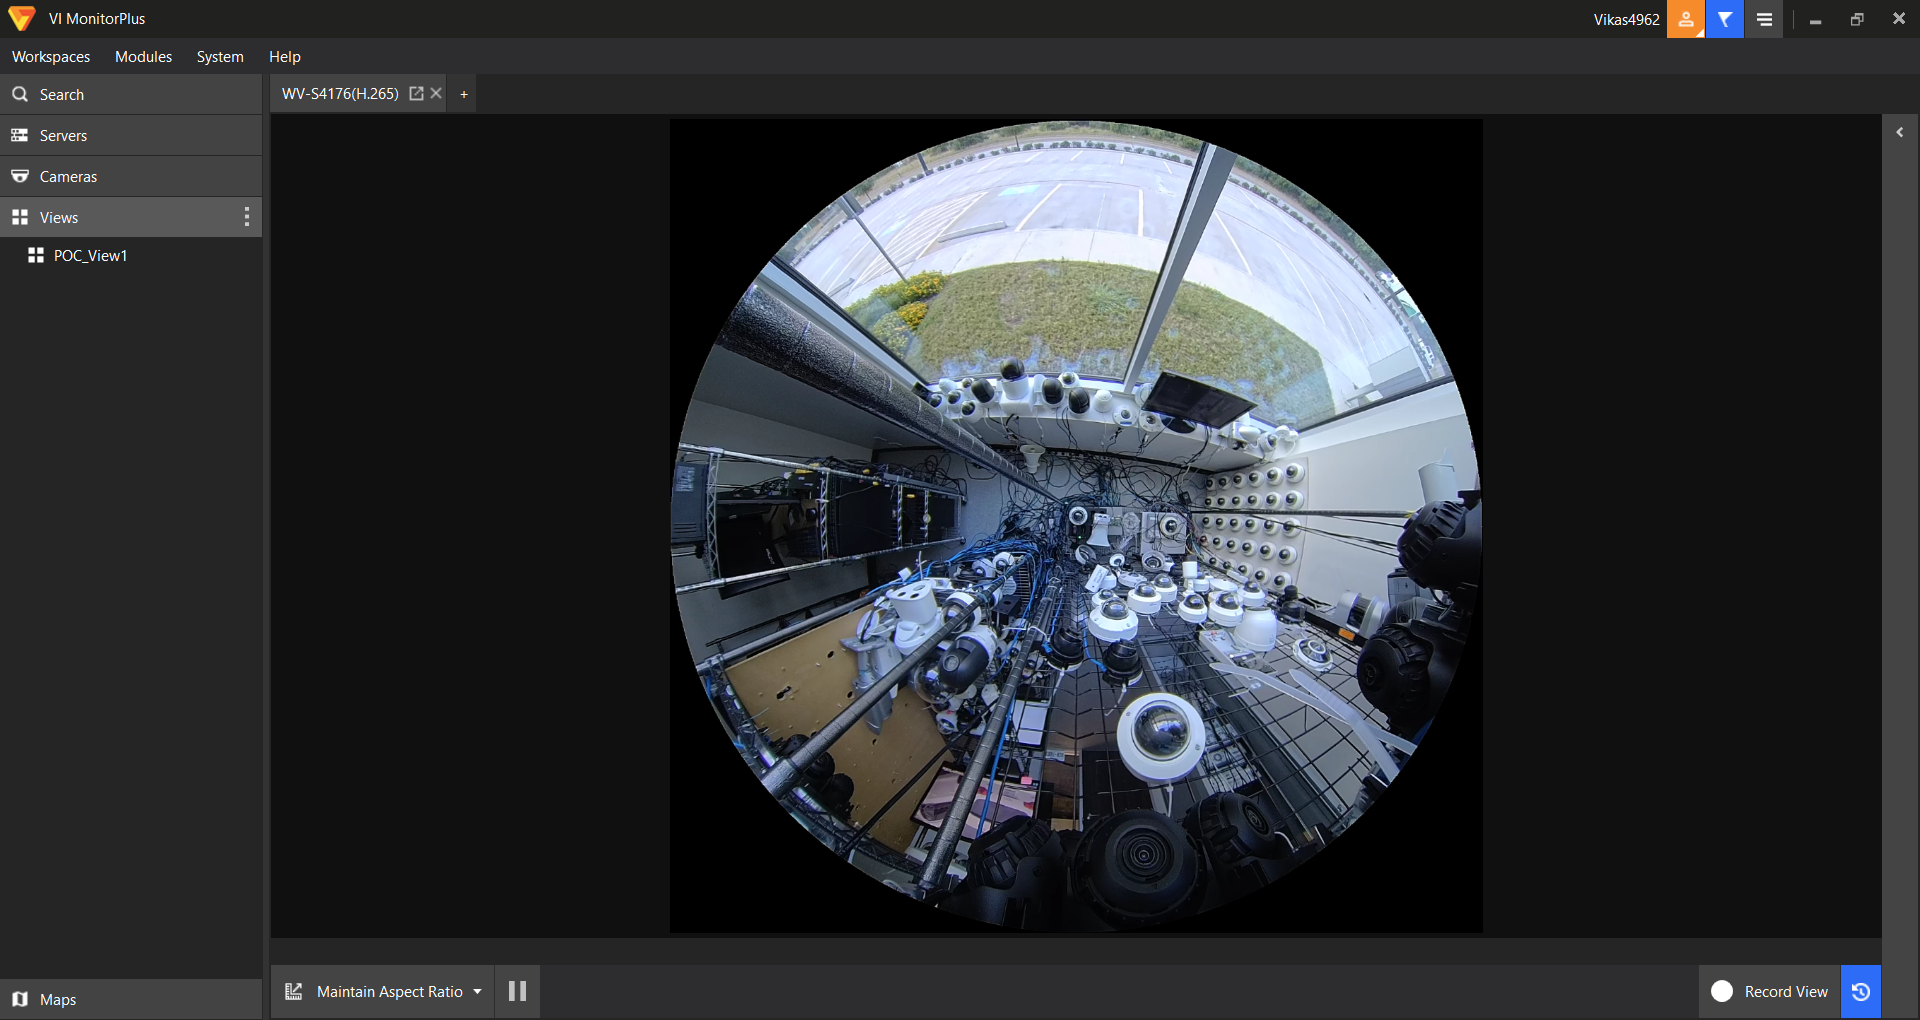 VI MonitorPlus
Vikas4962
Workspaces Modules System Help
Search
WV-S4176(H.265)
+
Servers
Cameras
Views
POC_View1
Maps
Maintain Aspect Ratio
Record View